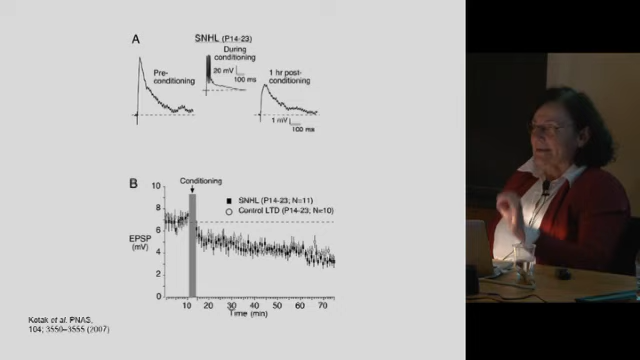 A
SNHL (P14-23)
Pre-
conditioning
During
conditioning
20 mV
100 ms
1 hr post-
conditioning
1 mV
100 ms
B
Conditioning
SNHL (P14-23; N=11)
Control LTD (P14-23; N=10)
EPSP
(mV)
10
8
6
4
2
0
10 20 30 40 50 60 70
Time (min)
Kotak et al. PNAS,
104; 3550–3555 (2007)